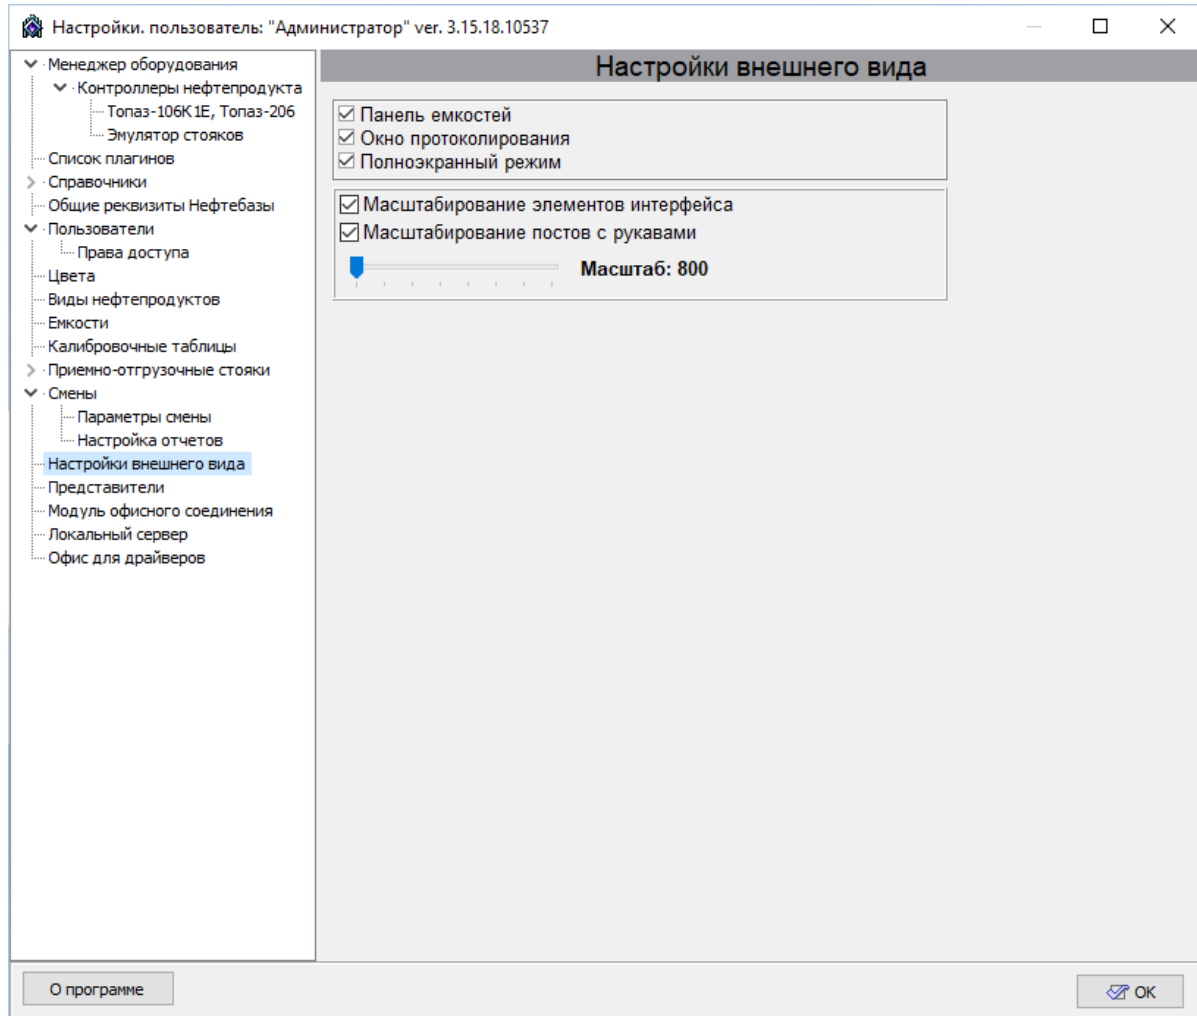 Настройки. пользователь: "Администратор" ver. 3.15.18.10537
Менеджер оборудования
Контроллеры нефтепродукта
Топаз-106К1Е, Топаз-206
Эмулятор стояков
Список плагинов
Справочники
Общие реквизиты Нефтебазы
Пользователи
Права доступа
Цвета
Виды нефтепродуктов
Емкости
Калибровочные таблицы
Приемно-отгрузочные стояки
Смены
Параметры смены
Настройка отчетов
Настройки внешнего вида
Представители
Модуль офисного соединения
Локальный сервер
Офис для драйверов
Настройки внешнего вида
Панель емкостей
Окно протоколирования
Полноэкранный режим
Масштабирование элементов интерфейса
Масштабирование постов с рукавами
Масштаб: 800
О программе
OK